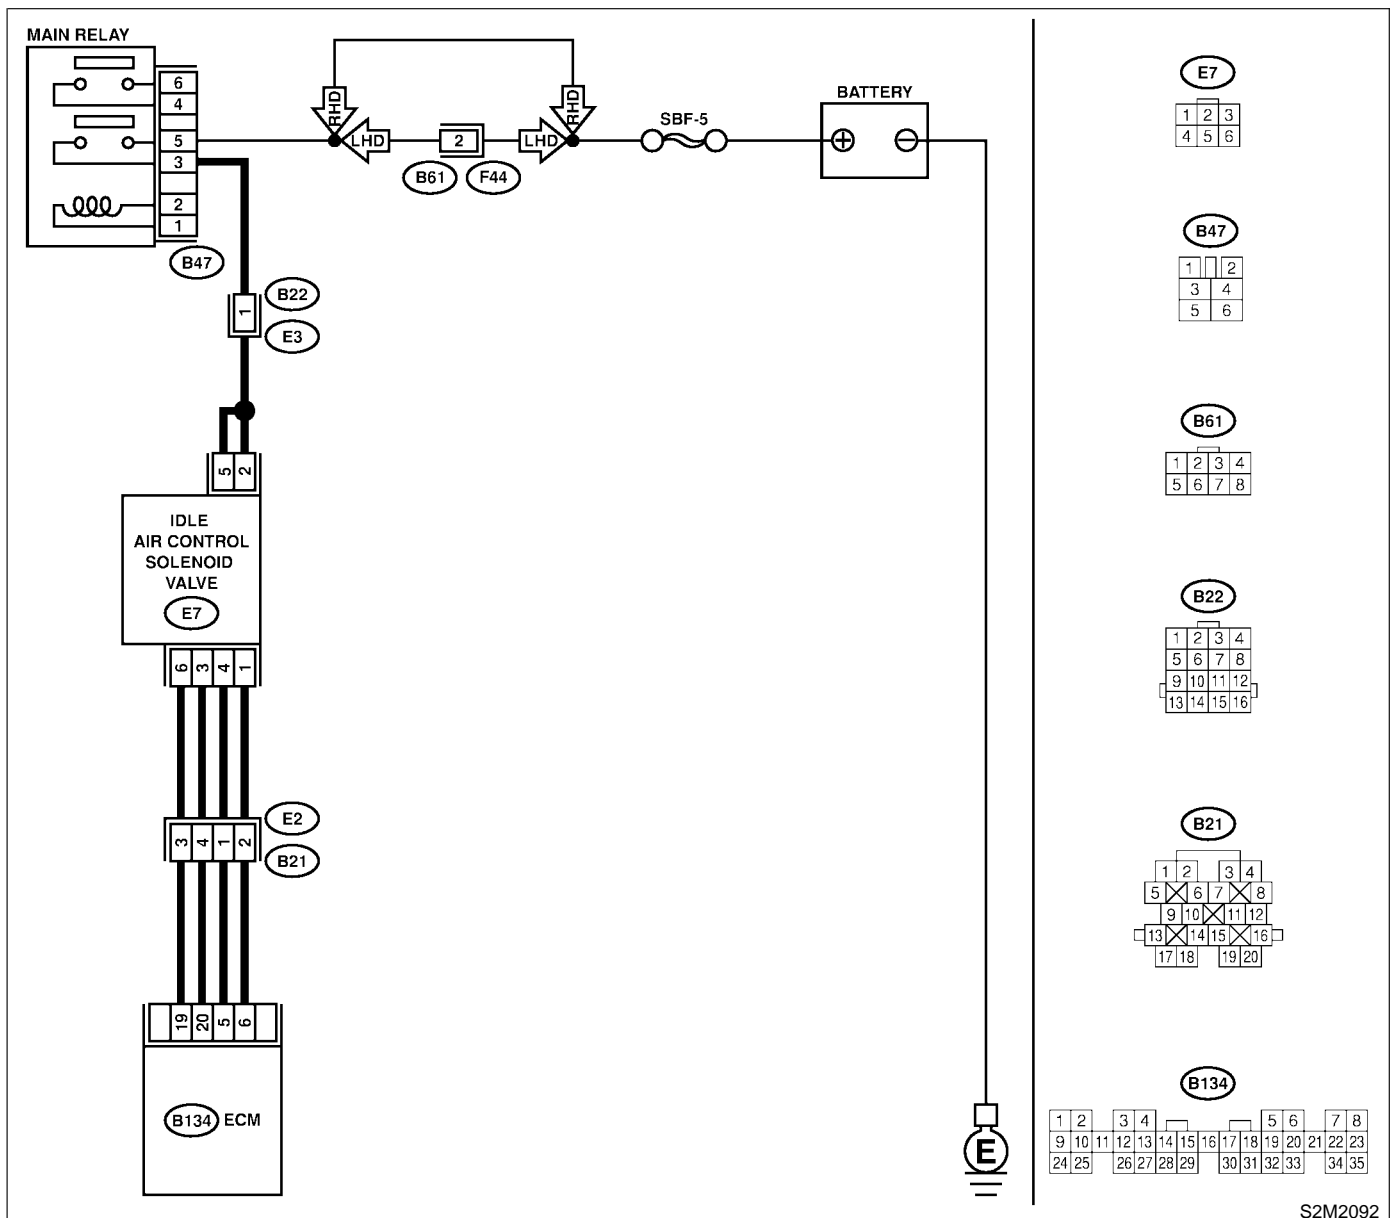 MAIN RELAY
6
4
5
3
2
1
B47
RHD
LHD
2
LHD
RHD
B61
F44
SBF-5
BATTERY
B22
1
E3
5 2
IDLE
AIR CONTROL
SOLENOID
VALVE
E7
6 3 4 1
E2
3 4 1 2
B21
19 20 5 6
B134 ECM
E
E7
1 2 3
4 5 6
B47
1 2
3 4
5 6
B61
1 2 3 4
5 6 7 8
B22
1 2 3 4
5 6 7 8
9 10 11 12
13 14 15 16
B21
1 2 3 4
5 6 7 8
9 10 11 12
13 14 15 16
17 18 19 20
B134
1 2 3 4 5 6 7 8
9 10 11 12 13 14 15 16 17 18 19 20 21 22 23
24 25 26 27 28 29 30 31 32 33 34 35
S2M2092